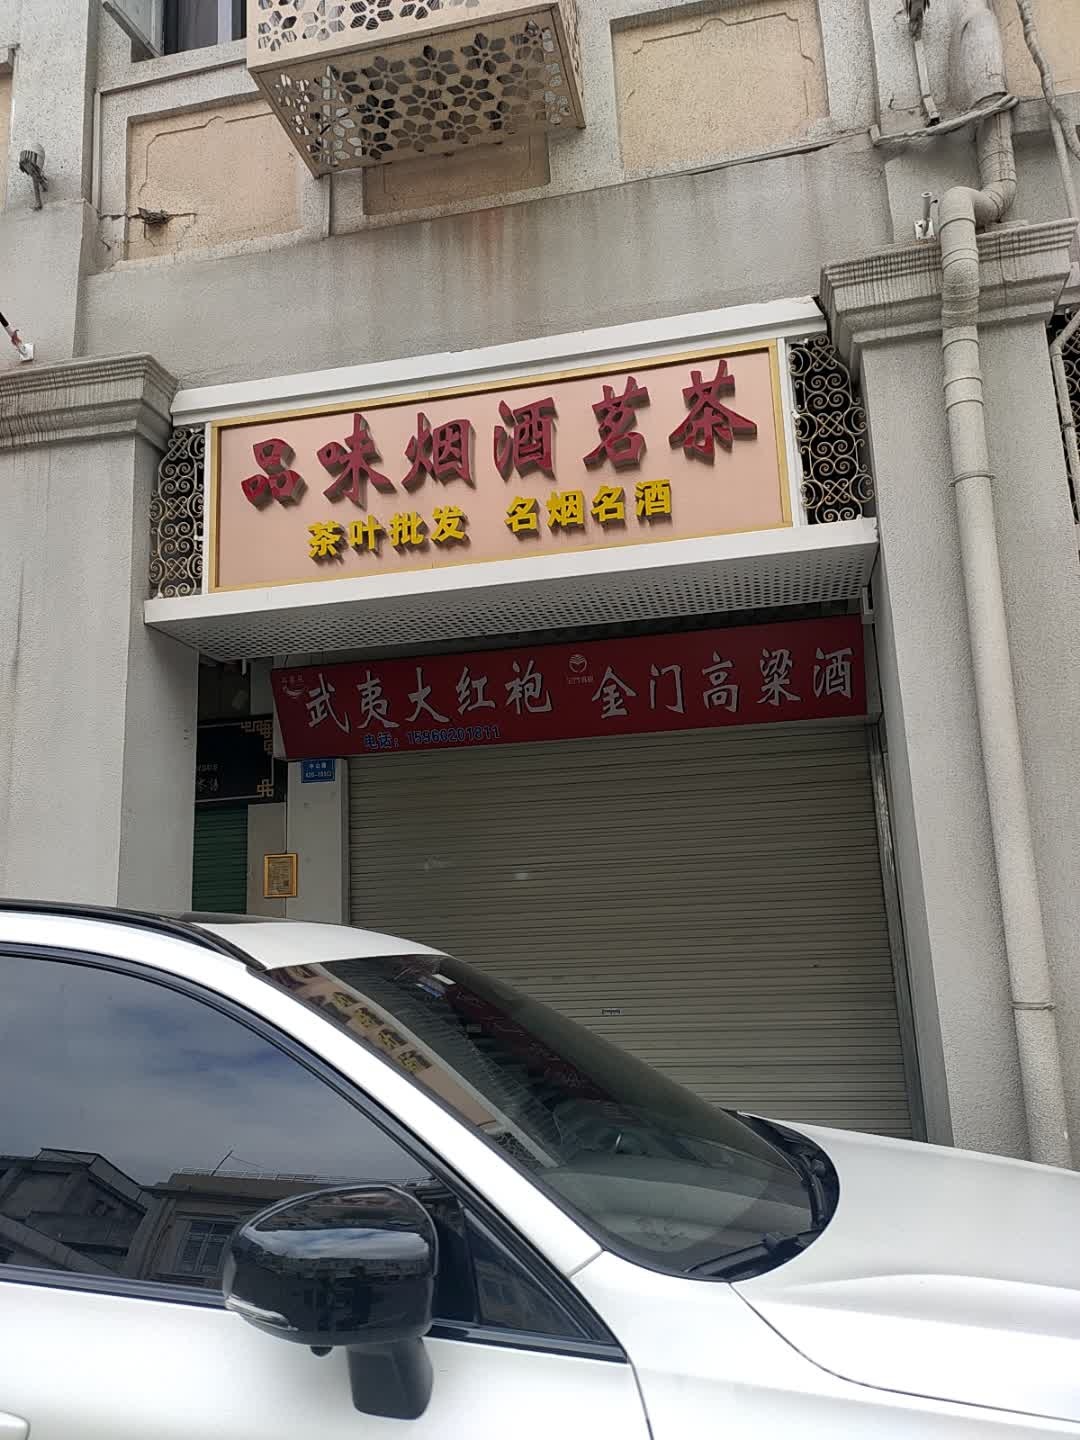 品味烟酒茗茶
茶叶批发 名烟名酒
武夷大红袍 金门高粱酒
电话：15960201811